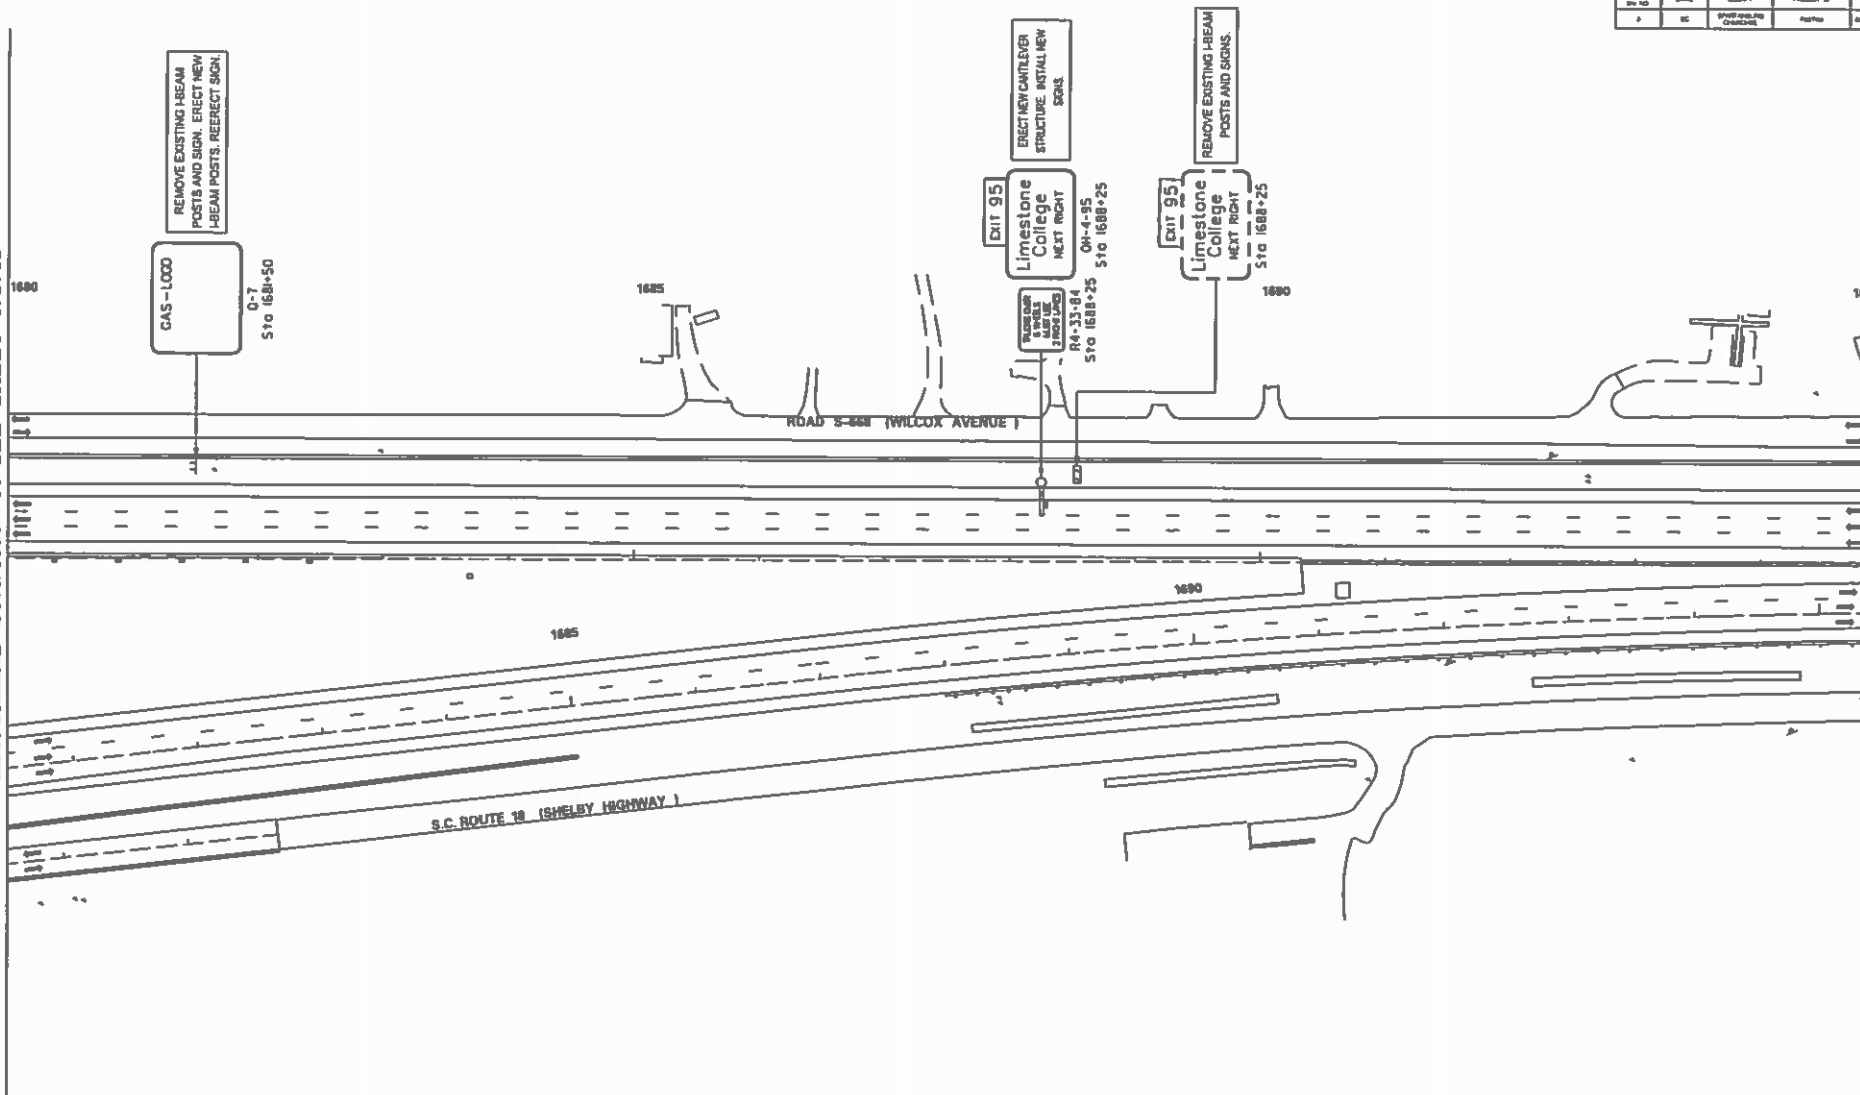 REMOVE EXISTING I-BEAM
POSTS AND SIGN. ERECT NEW
I-BEAM POSTS. REERECT SIGN.
GAS-LOGO
Sta 1681+50
1680
1685
ERECT NEW CANTILEVER
STRUCTURE. INSTALL NEW
SIGNS.
EXIT 95
Limestone
College
NEXT RIGHT
OH-4-95
Sta 1688+25
R4-33-84
Sta 1688+25
REMOVE EXISTING I-BEAM
POSTS AND SIGNS.
EXIT 95
Limestone
College
NEXT RIGHT
Sta 1688+25
1690
ROAD S-668 (WILCOX AVENUE)
1685
1690
S.C. ROUTE 18 (SHELBY HIGHWAY)